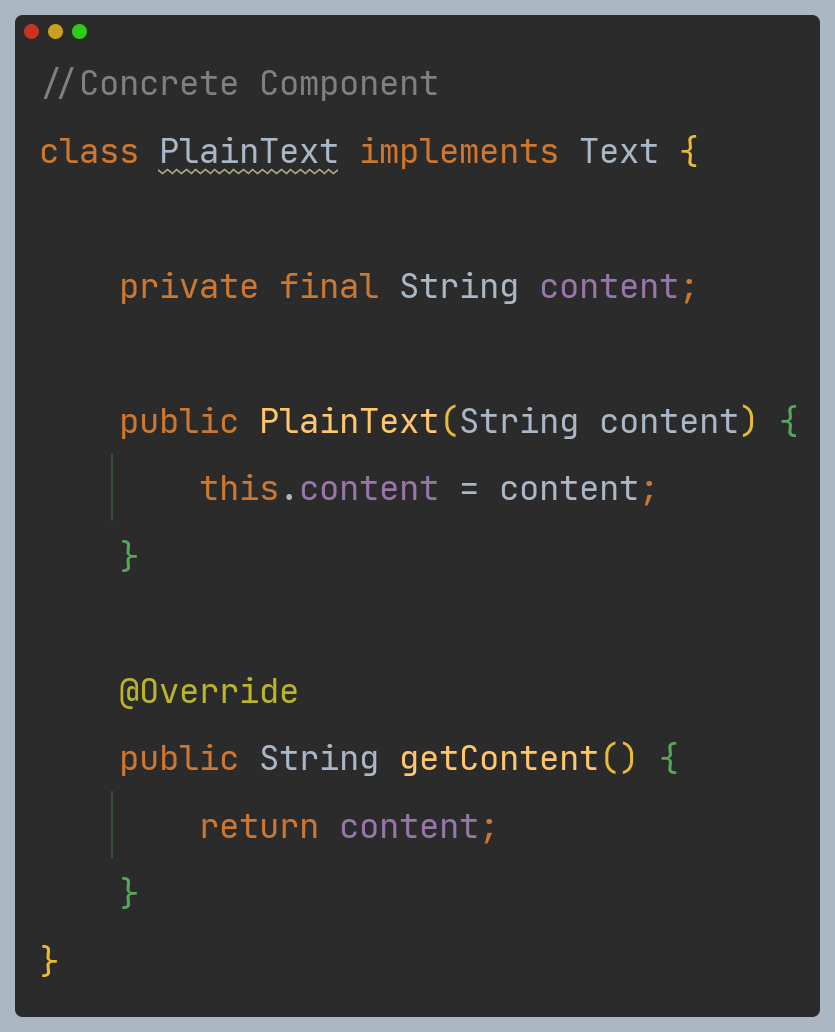 //Concrete Component
class PlainText implements Text {
    private final String content;
    public PlainText(String content) {
        this.content = content;
    }
    @Override
    public String getContent() {
        return content;
    }
}